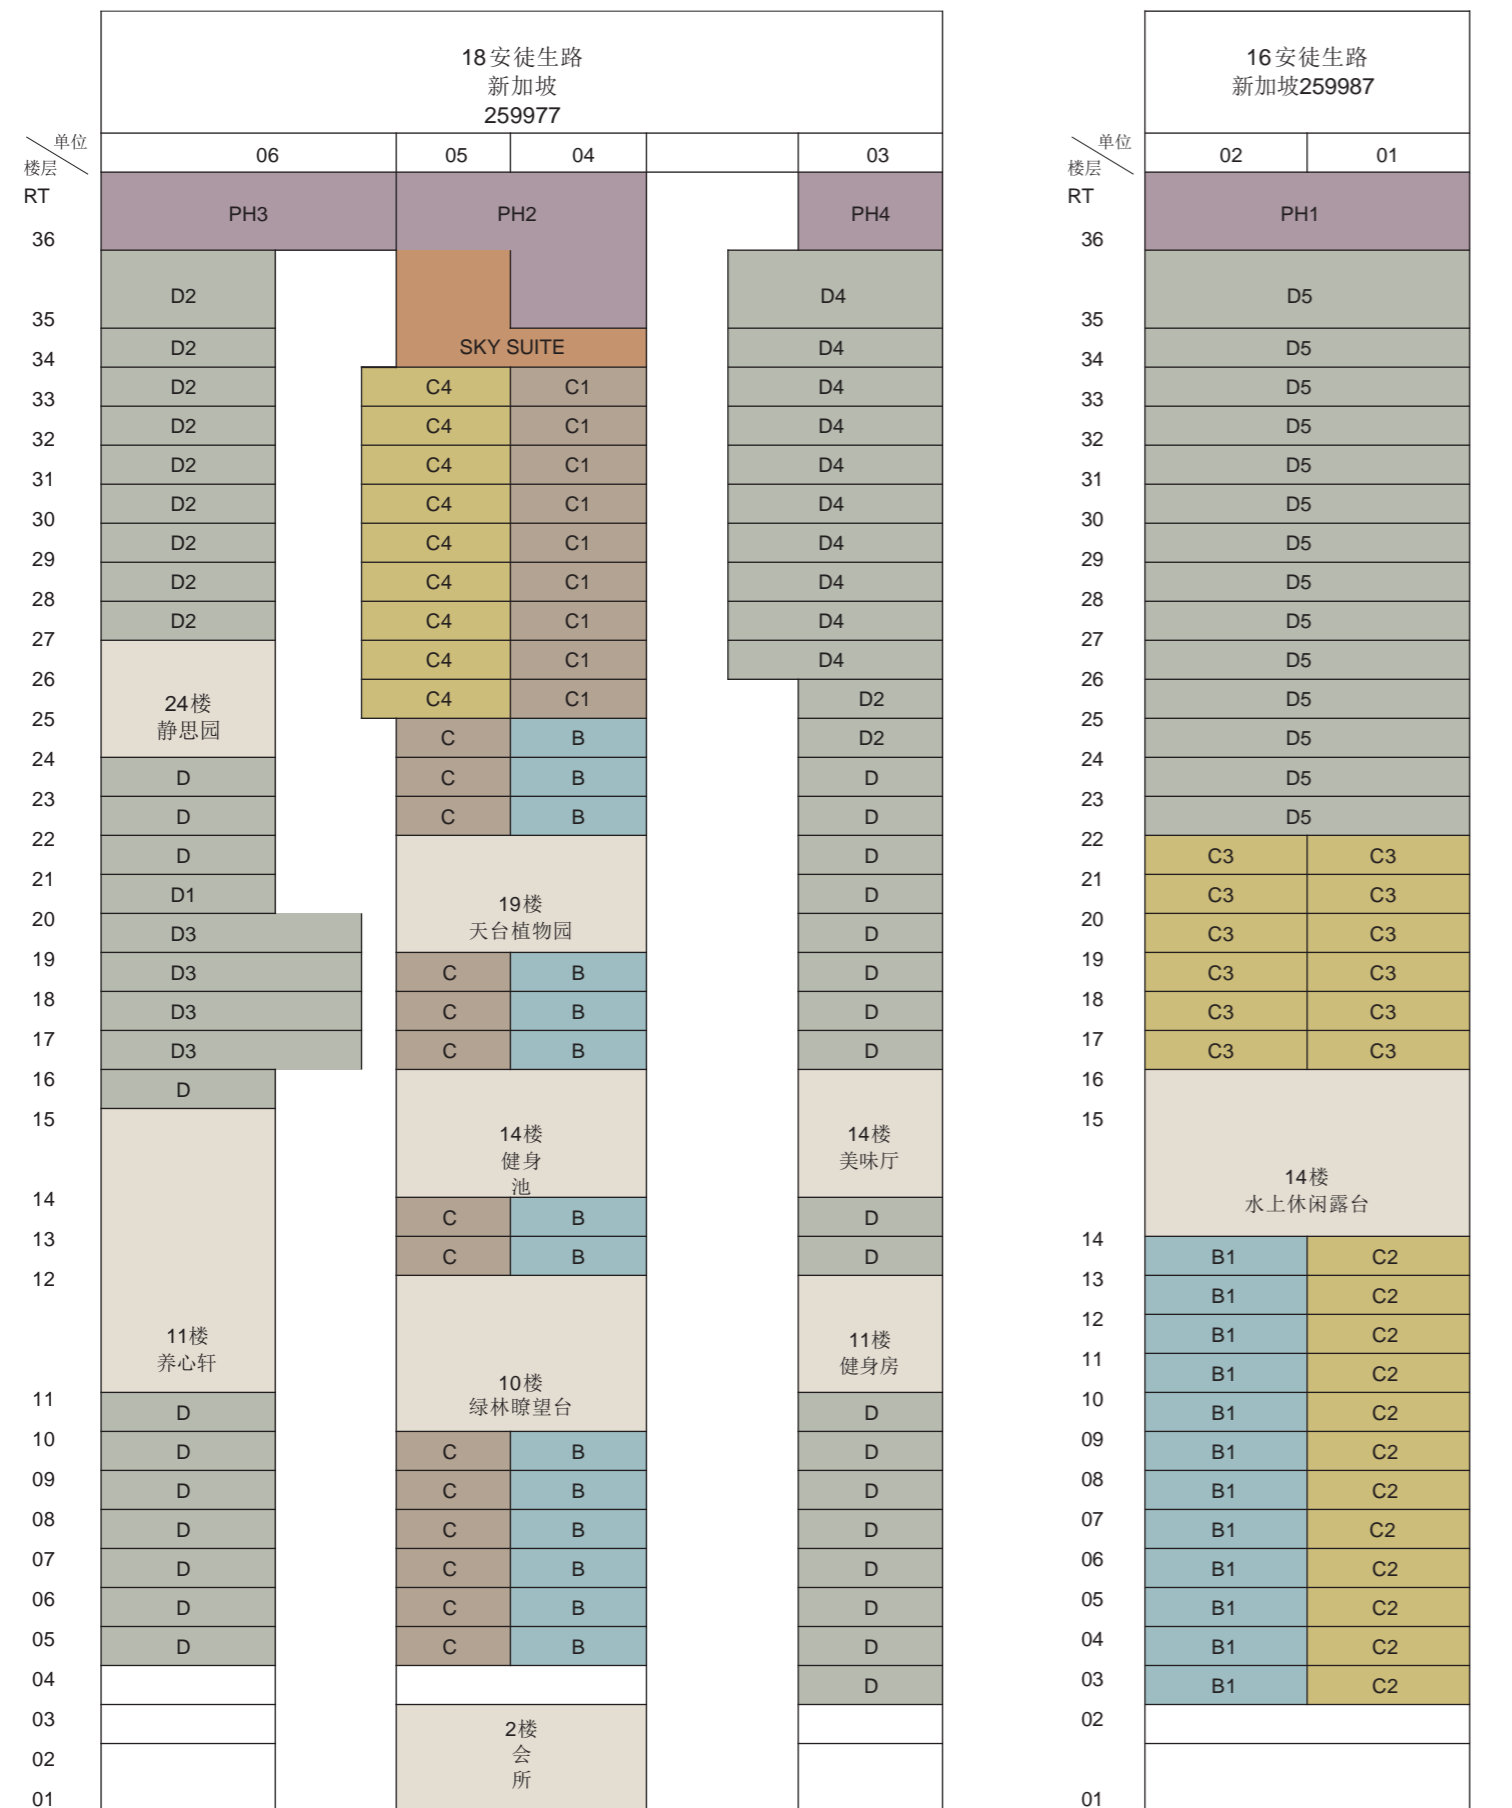 18安徒生路
新加坡
259977
16安徒生路
新加坡259987
单位
楼层
06 05 04 03
单位
楼层
02 01
RT
PH3 PH2 PH4
RT
PH1
36
36
D2 D4 D5
35
35
D2 SKY SUITE D4 D5
34
34
D2 C4 C1 D4 D5
33
33
D2 C4 C1 D4 D5
32
32
D2 C4 C1 D4 D5
31
31
D2 C4 C1 D4 D5
30
30
D2 C4 C1 D4 D5
29
29
D2 C4 C1 D4 D5
28
28
D2 C4 C1 D4 D5
27
27
C4 C1 D4 D5
26
26
24楼
静思园
C4 C1 D2 D5
25
25
C B D2 D5
24
24
D C B D D5
23
23
D C B D D5
22
22
D D C3 C3
21
21
D1 D C3 C3
19楼
天台植物园
20
20
D3 D C3 C3
19
19
D3 C B D C3 C3
18
18
D3 C B D C3 C3
17
17
D3 C B D C3 C3
16
16
D
15
15
14楼
健身
池
14楼
美味厅
14楼
水上休闲露台
14
C B D
13
14
C B D B1 C2
12
13
B1 C2
12
11楼
养心轩
10楼
绿林瞭望台
11楼
健身房
B1 C2
11
B1 C2
11
10
D D B1 C2
10
09
D C B D B1 C2
09
08
D C B D B1 C2
08
07
D C B D B1 C2
07
06
D C B D B1 C2
06
05
D C B D B1 C2
05
04
D C B D B1 C2
04
03
D B1 C2
03
02
2楼
会
所
02
01
01